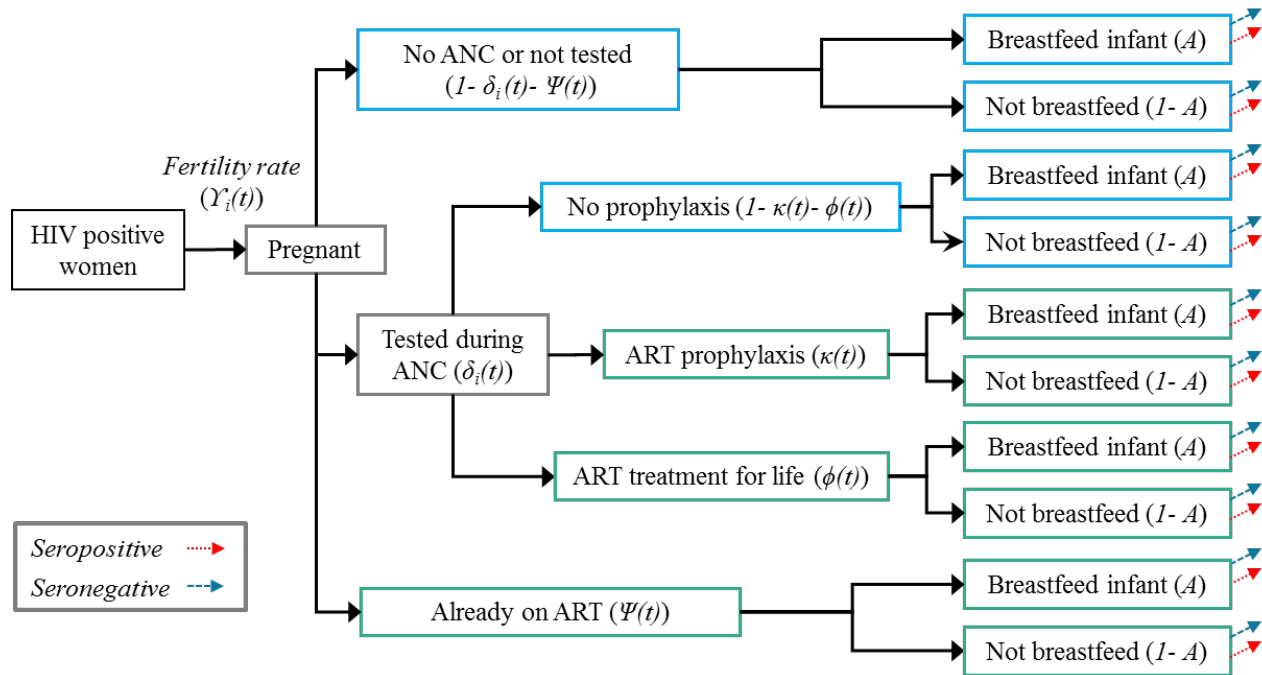 No ANC or not tested
(1- δi(t)- Ψ(t))
Breastfeed infant (A)
Not breastfeed (1- A)
Fertility rate
(ϒi(t))
HIV positive
women
Pregnant
No prophylaxis (1- κ(t)- ϕ(t))
Breastfeed infant (A)
Not breastfeed (1- A)
Tested during
ANC (δi(t))
ART prophylaxis (κ(t))
Breastfeed infant (A)
Not breastfeed (1- A)
ART treatment for life (ϕ(t))
Breastfeed infant (A)
Not breastfeed (1- A)
Already on ART (Ψ(t))
Breastfeed infant (A)
Not breastfeed (1- A)
Seropositive
Seronegative